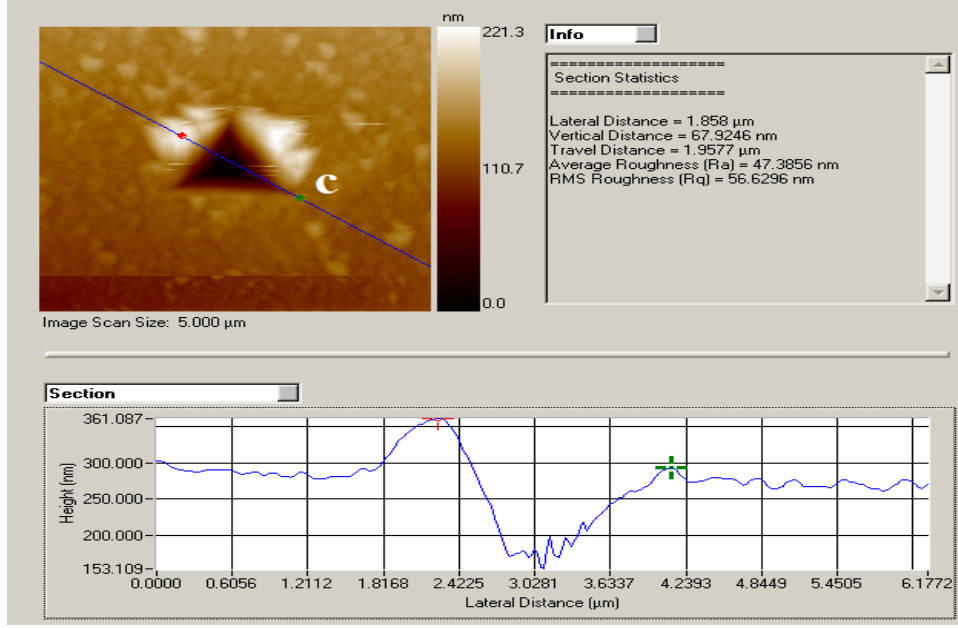 nm
221.3
110.7
0.0
c
Image Scan Size: 5.000 µm
Info
====================
Section Statistics
====================
Lateral Distance = 1.858 µm
Vertical Distance = 67.9246 nm
Travel Distance = 1.9577 µm
Average Roughness (Ra) = 47.3856 nm
RMS Roughness (Rq) = 56.6296 nm
Section
Height (nm)
361.087
300.000
250.000
200.000
153.109
0.0000 0.6056 1.2112 1.8168 2.4225 3.0281 3.6337 4.2393 4.8449 5.4505 6.1772
Lateral Distance (µm)